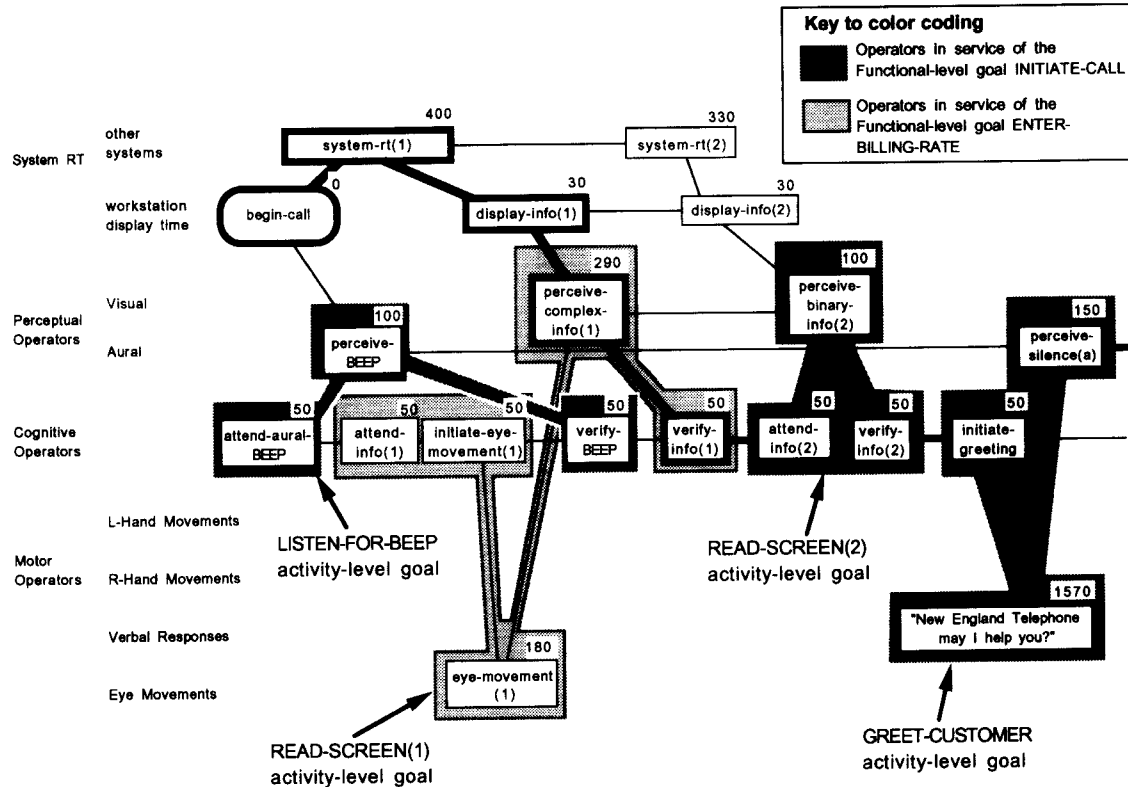 Key to color coding
Operators in service of the
Functional-level goal INITIATE-CALL
Operators in service of the
Functional-level goal ENTER-
BILLING-RATE
System RT
other
systems
400
system-rt(1)
330
system-rt(2)
workstation
display time
0
begin-call
30
display-info(1)
30
display-info(2)
Perceptual
Operators
Visual
290
perceive-
complex-
info(1)
100
perceive-
binary-
info(2)
Aural
100
perceive-
BEEP
150
perceive-
silence(a)
Cognitive
Operators
50
attend-aural-
BEEP
50
attend-
info(1)
50
initiate-eye-
movement(1)
50
verify-
BEEP
50
verify-
info(1)
50
attend-
info(2)
50
verify-
info(2)
50
initiate-
greeting
Motor
Operators
L-Hand Movements
LISTEN-FOR-BEEP
activity-level goal
READ-SCREEN(2)
activity-level goal
R-Hand Movements
1570
"New England Telephone
may I help you?"
Verbal Responses
180
eye-movement
(1)
Eye Movements
READ-SCREEN(1)
activity-level goal
GREET-CUSTOMER
activity-level goal